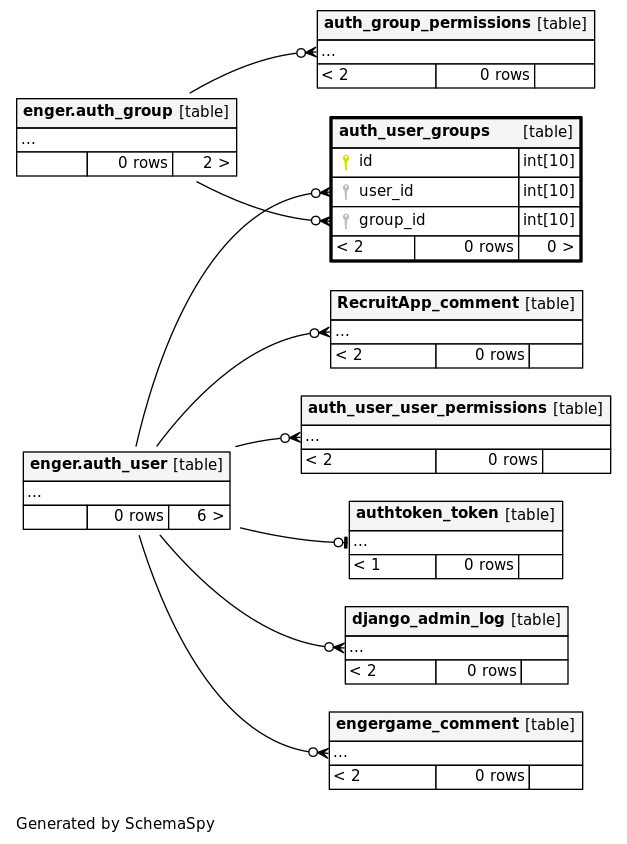 auth_group_permissions [table]
...
< 2 0 rows
enger.auth_group [table]
...
0 rows 2 >
auth_user_groups [table]
id int[10]
user_id int[10]
group_id int[10]
< 2 0 rows 0 >
RecruitApp_comment [table]
...
< 2 0 rows
auth_user_user_permissions [table]
...
< 2 0 rows
enger.auth_user [table]
...
0 rows 6 >
authtoken_token [table]
...
< 1 0 rows
django_admin_log [table]
...
< 2 0 rows
engergame_comment [table]
...
< 2 0 rows
Generated by SchemaSpy